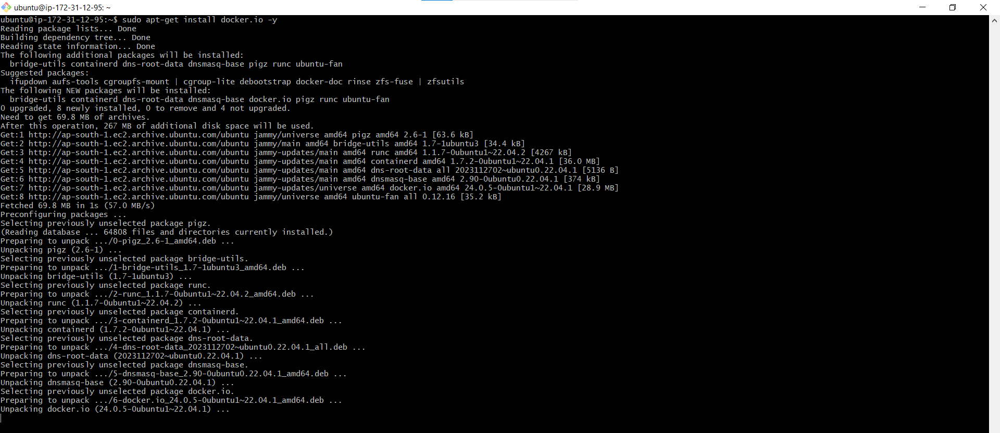 ubuntu@ip-172-31-12-95: ~
ubuntu@ip-172-31-12-95:~$ sudo apt-get install docker.io -y
Reading package lists... Done
Building dependency tree... Done
Reading state information... Done
The following additional packages will be installed:
  bridge-utils containerd dns-root-data dnsmasq-base pigz runc ubuntu-fan
Suggested packages:
  ifupdown aufs-tools cgroupfs-mount | cgroup-lite debootstrap docker-doc rinse zfs-fuse | zfsutils
The following NEW packages will be installed:
  bridge-utils containerd dns-root-data dnsmasq-base docker.io pigz runc ubuntu-fan
0 upgraded, 8 newly installed, 0 to remove and 4 not upgraded.
Need to get 69.8 MB of archives.
After this operation, 267 MB of additional disk space will be used.
Get:1 http://ap-south-1.ec2.archive.ubuntu.com/ubuntu jammy/universe amd64 pigz amd64 2.6-1 [63.6 kB]
Get:2 http://ap-south-1.ec2.archive.ubuntu.com/ubuntu jammy/main amd64 bridge-utils amd64 1.7-1ubuntu3 [34.4 kB]
Get:3 http://ap-south-1.ec2.archive.ubuntu.com/ubuntu jammy-updates/main amd64 runc amd64 1.1.7-0ubuntu1~22.04.2 [4267 kB]
Get:4 http://ap-south-1.ec2.archive.ubuntu.com/ubuntu jammy-updates/main amd64 containerd amd64 1.7.2-0ubuntu1~22.04.1 [36.0 MB]
Get:5 http://ap-south-1.ec2.archive.ubuntu.com/ubuntu jammy-updates/main amd64 dns-root-data all 2023112702~ubuntu0.22.04.1 [5136 B]
Get:6 http://ap-south-1.ec2.archive.ubuntu.com/ubuntu jammy-updates/main amd64 dnsmasq-base amd64 2.90-0ubuntu0.22.04.1 [374 kB]
Get:7 http://ap-south-1.ec2.archive.ubuntu.com/ubuntu jammy-updates/universe amd64 docker.io amd64 24.0.5-0ubuntu1~22.04.1 [28.9 MB]
Get:8 http://ap-south-1.ec2.archive.ubuntu.com/ubuntu jammy/universe amd64 ubuntu-fan all 0.12.16 [35.2 kB]
Fetched 69.8 MB in 1s (57.0 MB/s)
Preconfiguring packages ...
Selecting previously unselected package pigz.
(Reading database ... 64808 files and directories currently installed.)
Preparing to unpack .../0-pigz_2.6-1_amd64.deb ...
Unpacking pigz (2.6-1) ...
Selecting previously unselected package bridge-utils.
Preparing to unpack .../1-bridge-utils_1.7-1ubuntu3_amd64.deb ...
Unpacking bridge-utils (1.7-1ubuntu3) ...
Selecting previously unselected package runc.
Preparing to unpack .../2-runc_1.1.7-0ubuntu1~22.04.2_amd64.deb ...
Unpacking runc (1.1.7-0ubuntu1~22.04.2) ...
Selecting previously unselected package containerd.
Preparing to unpack .../3-containerd_1.7.2-0ubuntu1~22.04.1_amd64.deb ...
Unpacking containerd (1.7.2-0ubuntu1~22.04.1) ...
Selecting previously unselected package dns-root-data.
Preparing to unpack .../4-dns-root-data_2023112702~ubuntu0.22.04.1_all.deb ...
Unpacking dns-root-data (2023112702~ubuntu0.22.04.1) ...
Selecting previously unselected package dnsmasq-base.
Preparing to unpack .../5-dnsmasq-base_2.90-0ubuntu0.22.04.1_amd64.deb ...
Unpacking dnsmasq-base (2.90-0ubuntu0.22.04.1) ...
Selecting previously unselected package docker.io.
Preparing to unpack .../6-docker.io_24.0.5-0ubuntu1~22.04.1_amd64.deb ...
Unpacking docker.io (24.0.5-0ubuntu1~22.04.1) ...